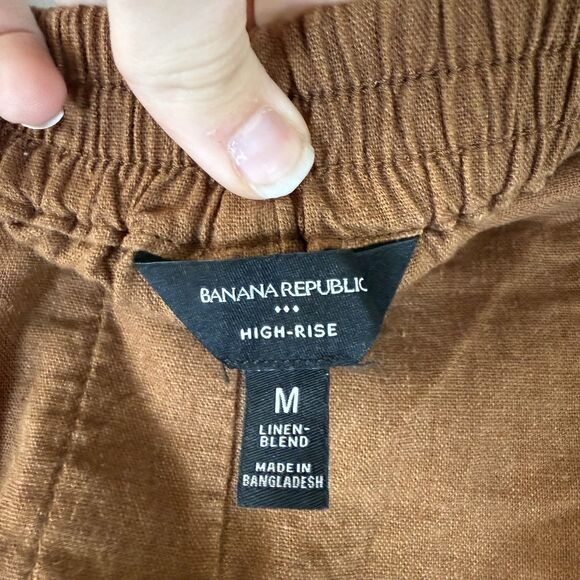 BANANA REPUBLIC
HIGH-RISE
M
LINEN-
BLEND
MADE IN
BANGLADESH